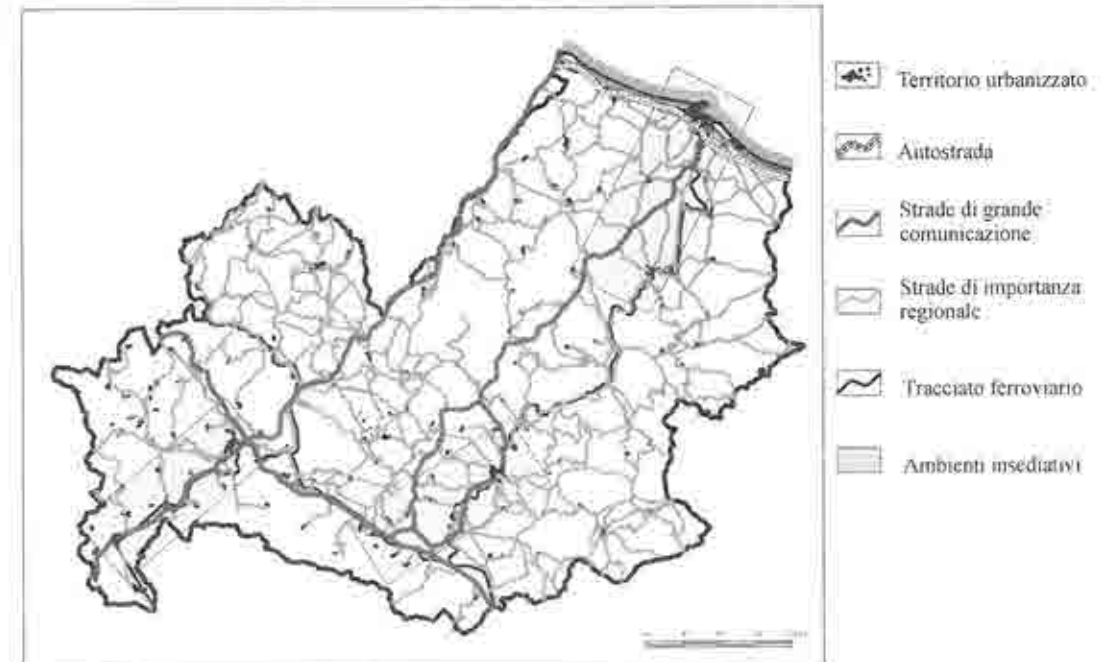 Territorio urbanizzato
Autostrada
Strade di grande
comunicazione
Strade di importanza
regionale
Tracciato ferroviario
Ambienti insediativi